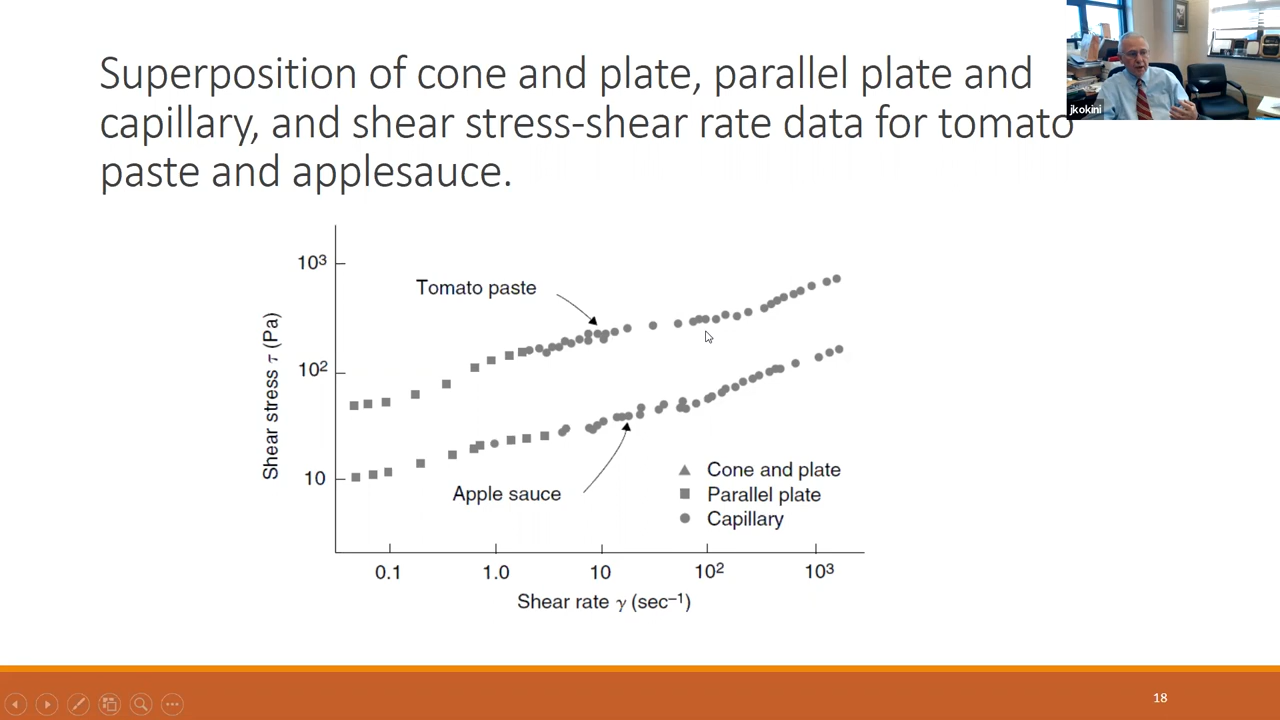 Superposition of cone and plate, parallel plate and
capillary, and shear stress-shear rate data for tomato
paste and applesauce.
jkokini
10³
Tomato paste
10²
Shear stress τ (Pa)
10
Apple sauce
Cone and plate
Parallel plate
Capillary
0.1 1.0 10 10² 10³
Shear rate γ (sec⁻¹)
18